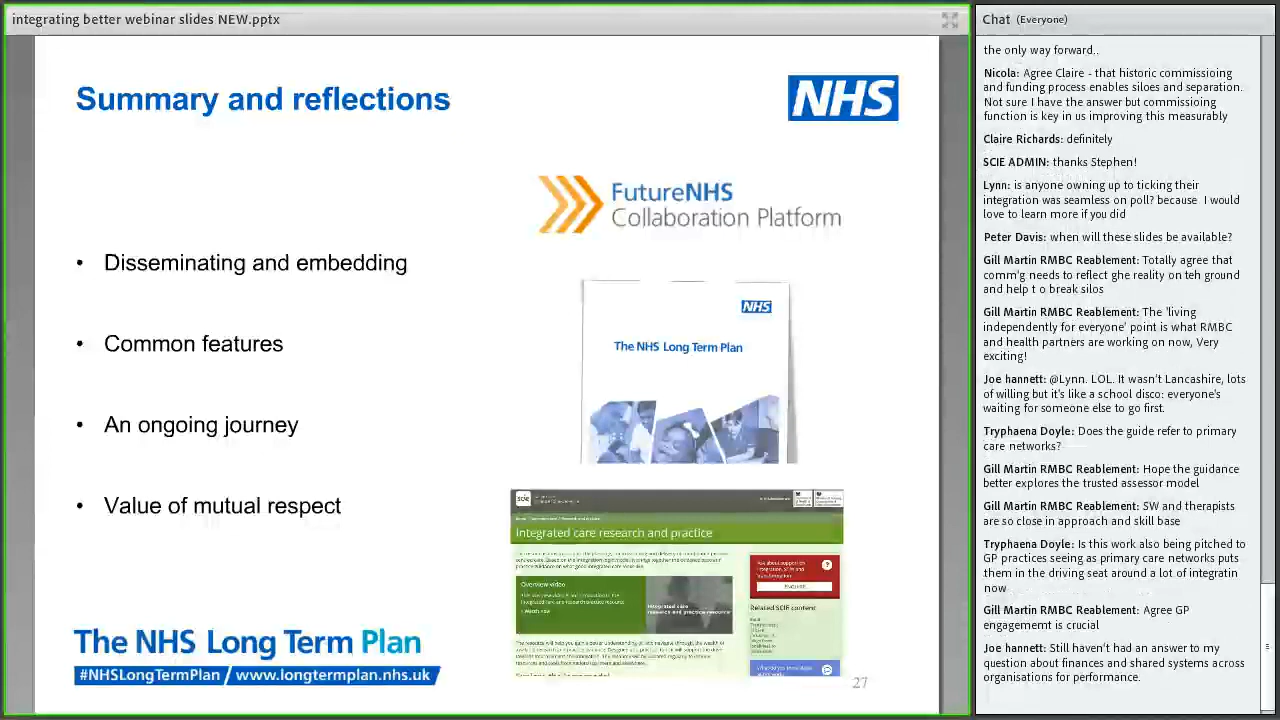 integrating better webinar slides NEW.pptx
Summary and reflections
NHS
FutureNHS
Collaboration Platform
• Disseminating and embedding
• Common features
• An ongoing journey
• Value of mutual respect
NHS
The NHS Long Term Plan
Integrated care research and practice
Overview video
Related SCIE content
The NHS Long Term Plan
#NHSLongTermPlan / www.longtermplan.nhs.uk
27
Chat (Everyone)
the only way forward..
Nicola: Agree Claire - that historic commissioing
and funding process enables siloes and separation.
Not sure I have the answer but commissioing
function is key in us improving this measurably
Claire Richards: definitely
SCIE ADMIN: thanks Stephen!
Lynn: is anyone owning up to ticking their
integration was seamless on poll? because I would
love to learn more if you did
Peter Davis: when will these slides be available?
Gill Martin RMBC Reablement: Totally agree that
comm's needs to reflect ghe reality on teh ground
and help t o break silos
Gill Martin RMBC Reablement: The 'living
independently for everyone' point is what RMBC
and health partners are working on now, Very
exciting!
Joe hannett: @Lynn. LOL. It wasn't Lancashire, lots
of willing but it's like a school disco: everyone's
waiting for someone else to go first.
Tryphaena Doyle: Does the guide refer to primary
care networks?
Gill Martin RMBC Reablement: Hope the guidance
better explores the trusted assessor model
Gill Martin RMBC Reablement: SW and therapists
are so close in approach and skill base
Tryphaena Doyle: Is this work also being pitched to
GPs and emerging primary care networks as they
are in the driving seat around a lot of integratin
Gill Martin RMBC Reablement: Agree GP
engagememt is crucial
Joe hannett: Still haven't had an answer to my
question about resources and shared systems across
organisations for performance.